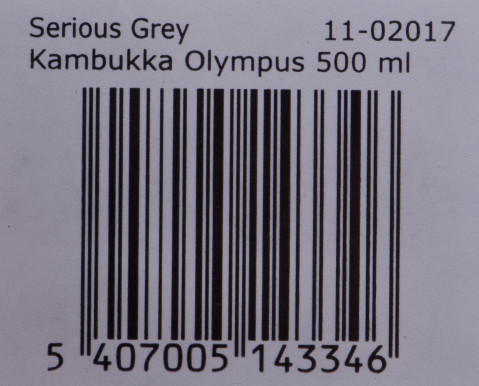 Serious Grey 11-02017
Kambukka Olympus 500 ml
5 407005 143346